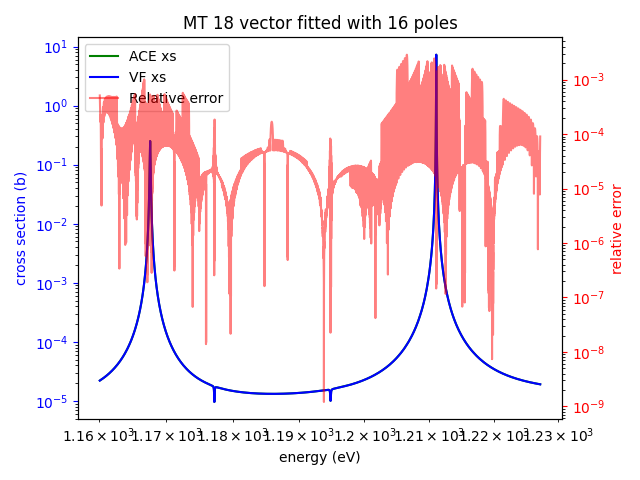 MT 18 vector fitted with 16 poles
ACE xs
VF xs
Relative error
10¹
10⁰
10⁻¹
10⁻²
10⁻³
10⁻⁴
10⁻⁵
cross section (b)
10⁻³
10⁻⁴
10⁻⁵
10⁻⁶
10⁻⁷
10⁻⁸
10⁻⁹
relative error
1.16 × 10³ 1.17 × 10³ 1.18 × 10³ 1.19 × 10³ 1.2 × 10³ 1.21 × 10³ 1.22 × 10³ 1.23 × 10³
energy (eV)